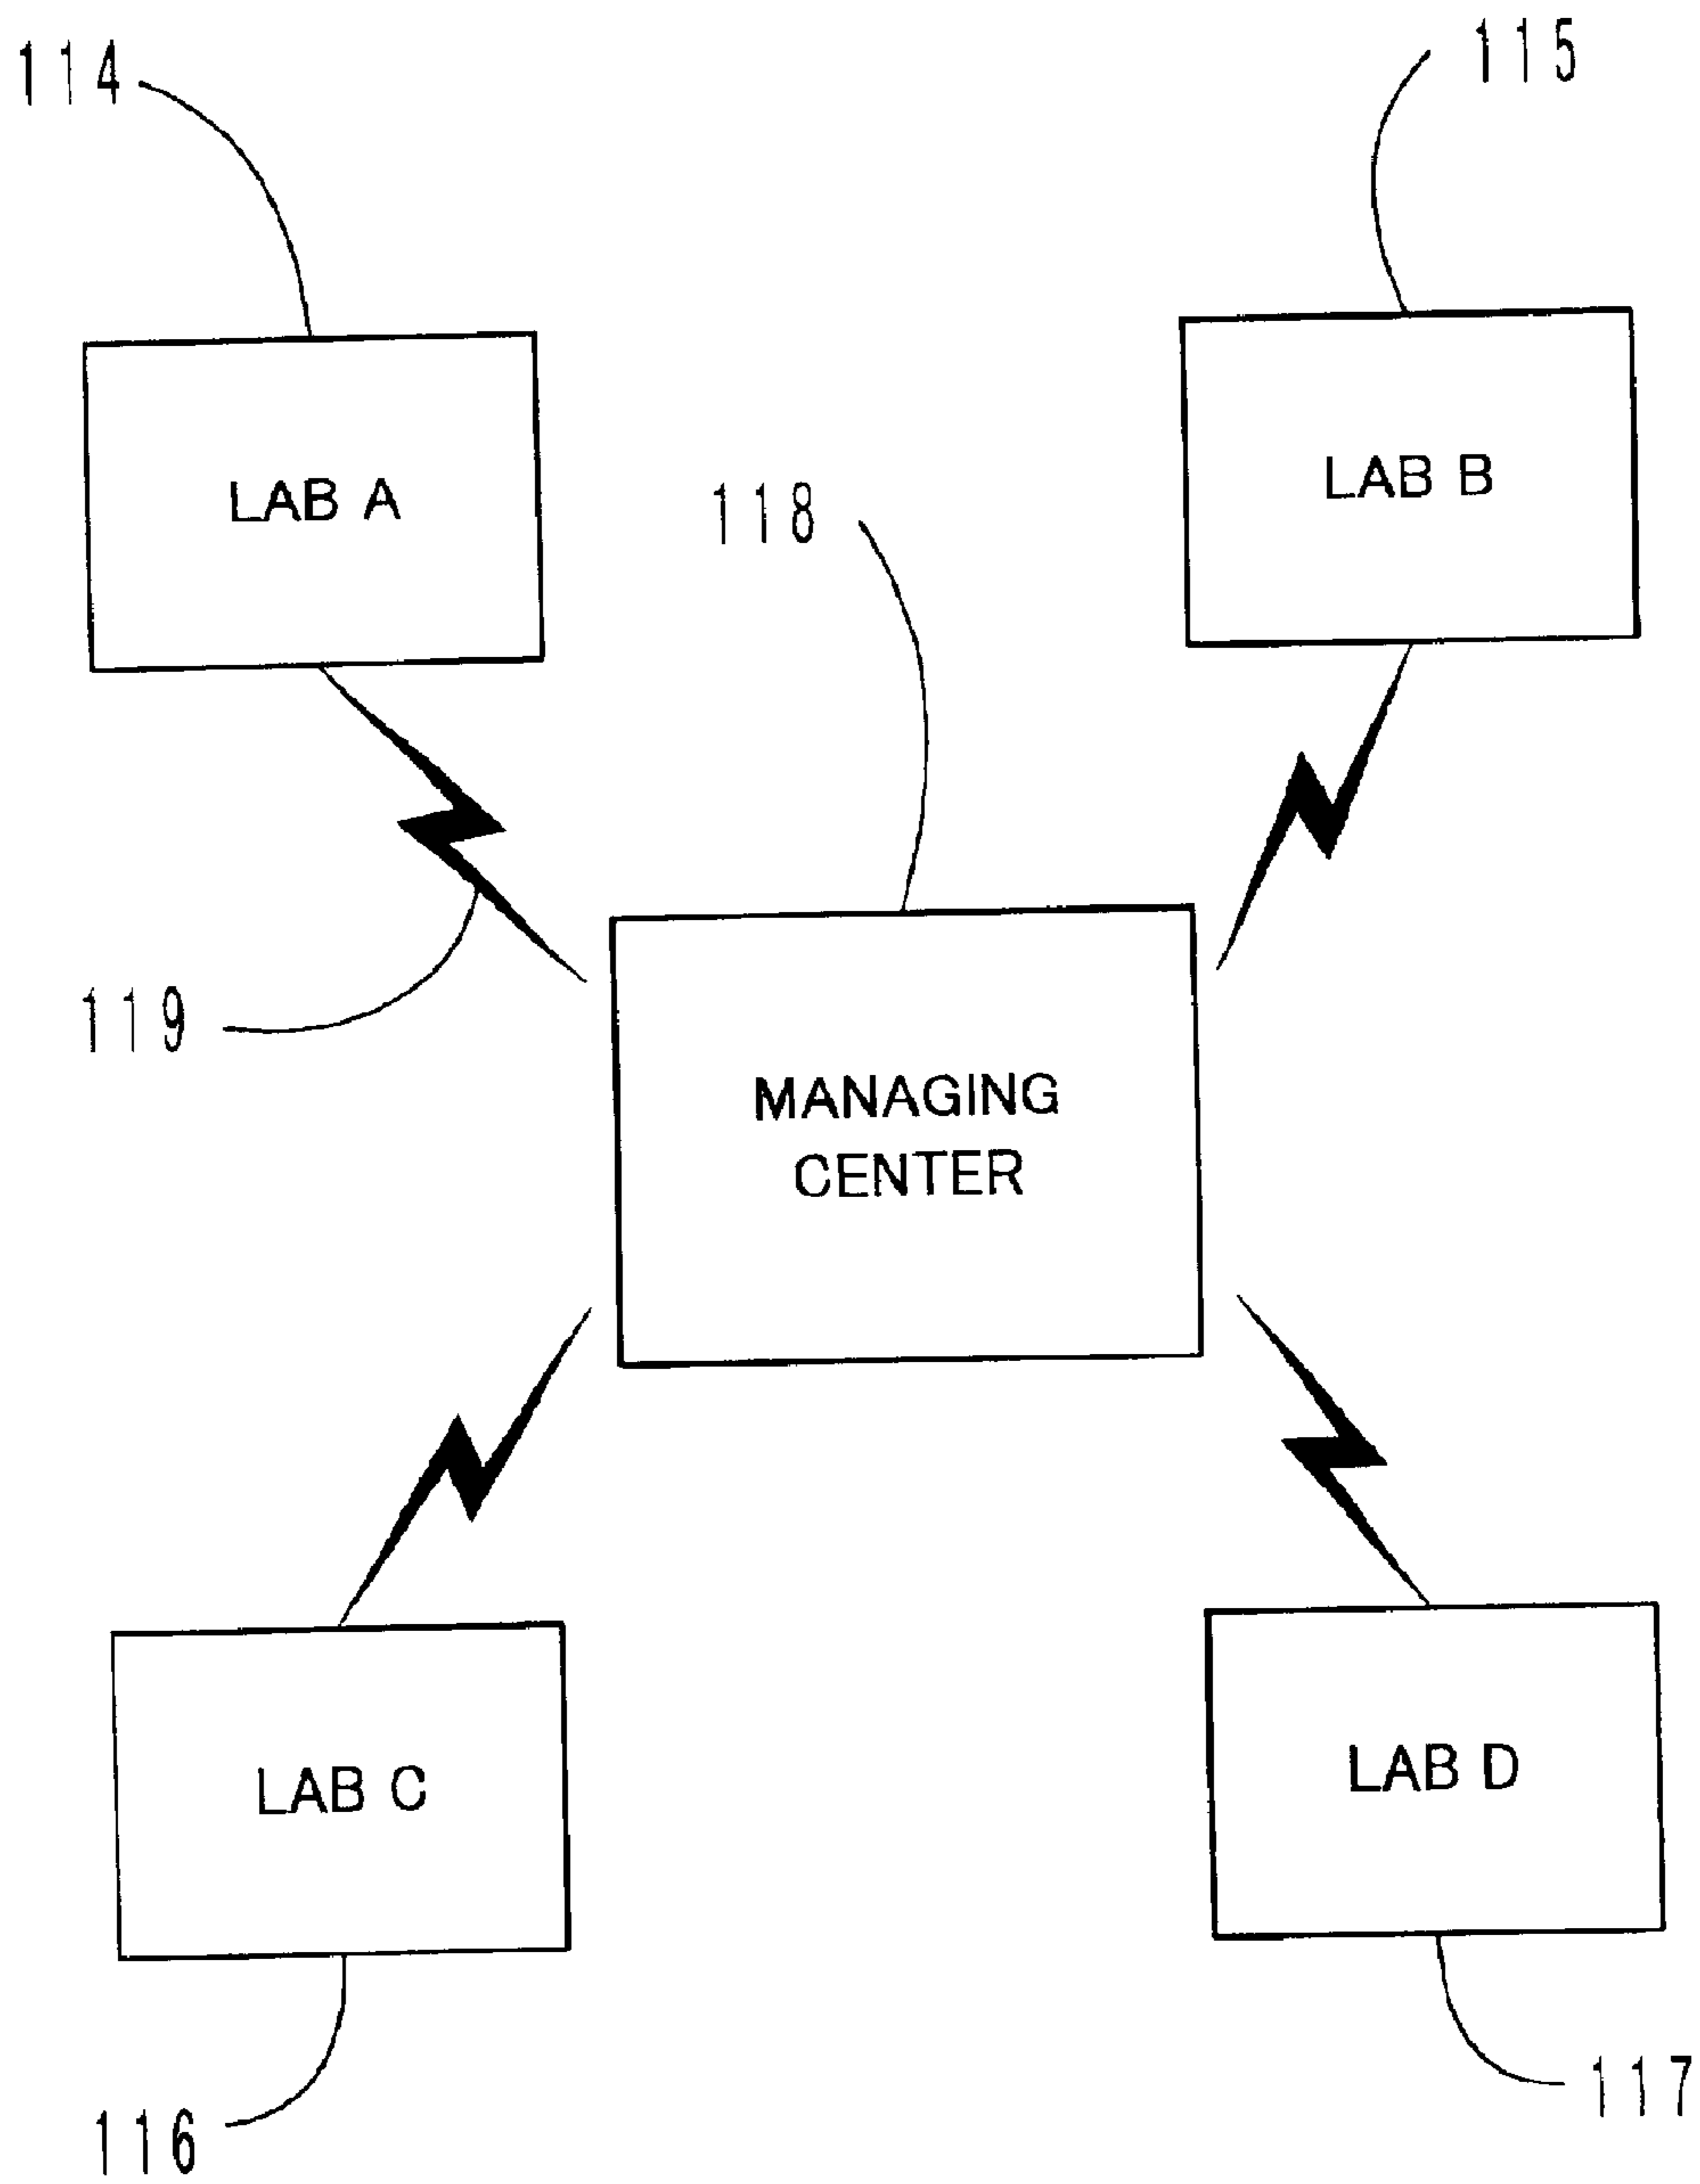 114
115
LAB A
LAB B
118
119
MANAGING
CENTER
LAB C
LAB D
116
117